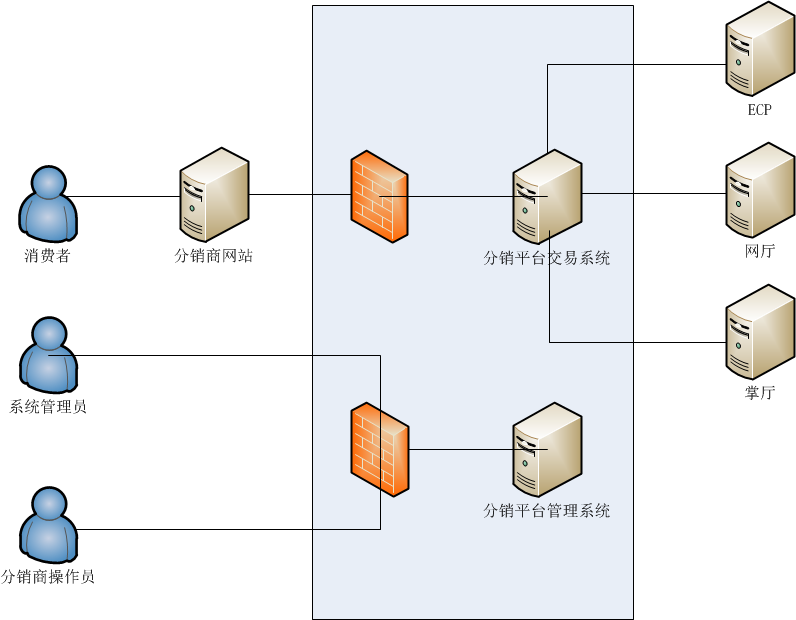 ECP
消费者
分销商网站
分销平台交易系统
网厅
系统管理员
掌厅
分销平台管理系统
分销商操作员